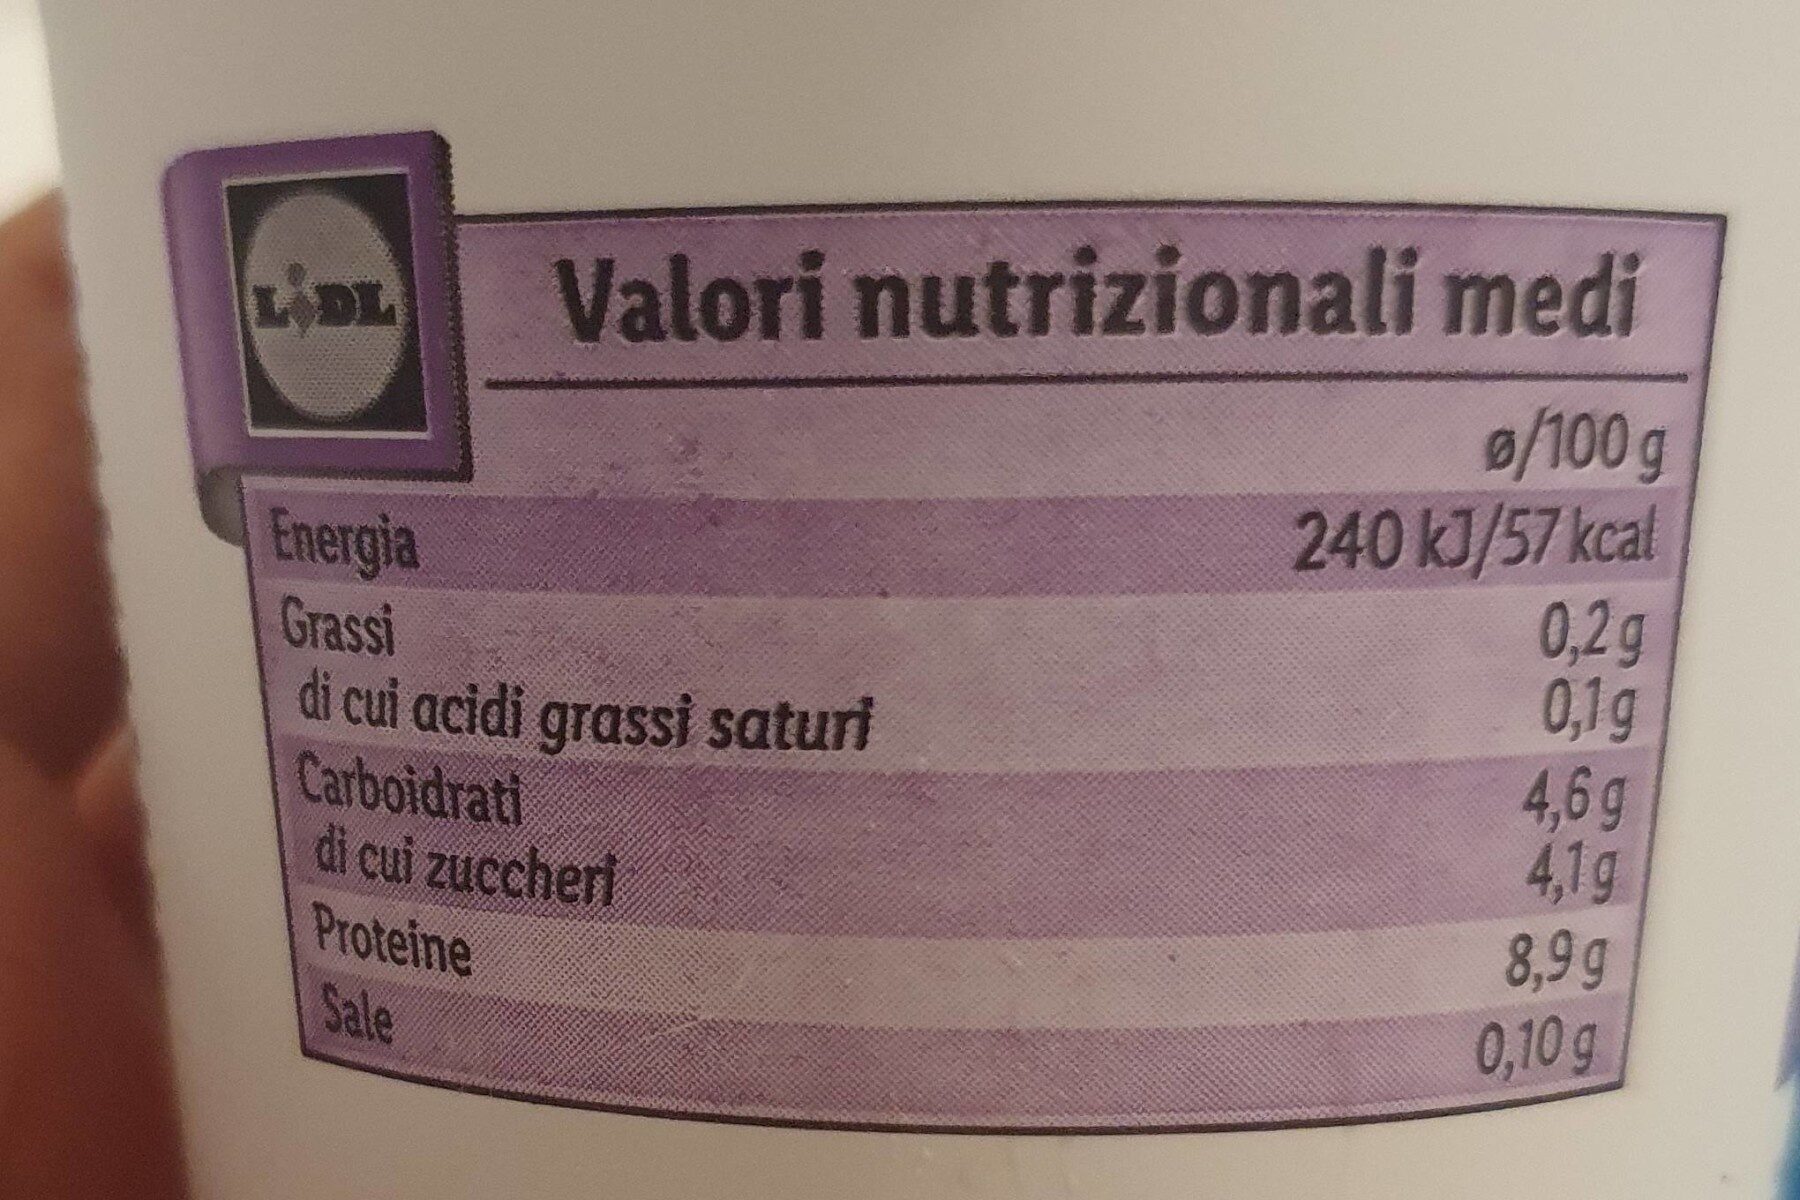 LIDL
Valori nutrizionali medi
ø/100 g
Energia 240 kJ/57 kcal
Grassi 0,2 g
di cui acidi grassi saturi 0,1 g
Carboidrati 4,6 g
di cui zuccheri 4,1 g
Proteine 8,9 g
Sale 0,10 g